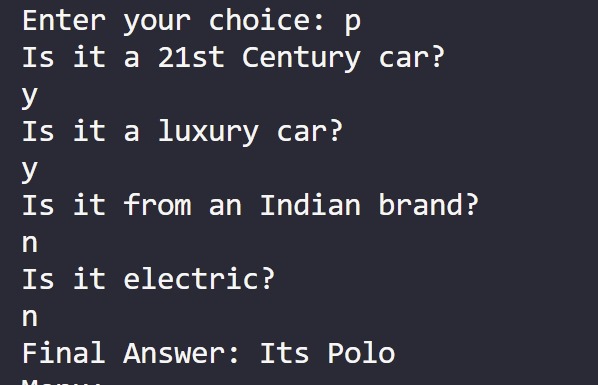 Enter your choice: p
Is it a 21st Century car?
y
Is it a luxury car?
y
Is it from an Indian brand?
n
Is it electric?
n
Final Answer: Its Polo